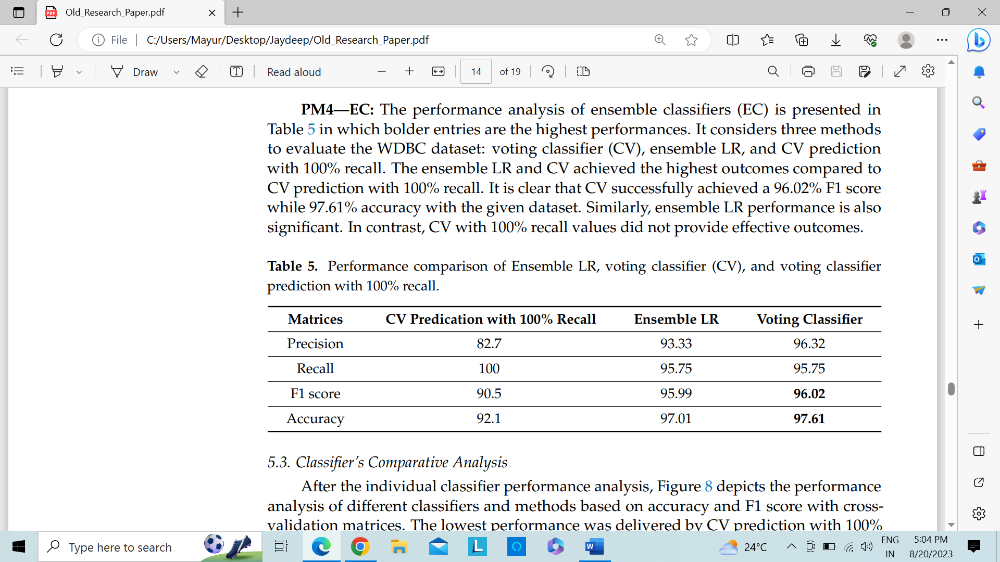 Old_Research_Paper.pdf
File C:/Users/Mayur/Desktop/Jaydeep/Old_Research_Paper.pdf
Draw Read aloud 14 of 19
PM4—EC: The performance analysis of ensemble classifiers (EC) is presented in
Table 5 in which bolder entries are the highest performances. It considers three methods
to evaluate the WDBC dataset: voting classifier (CV), ensemble LR, and CV prediction
with 100% recall. The ensemble LR and CV achieved the highest outcomes compared to
CV prediction with 100% recall. It is clear that CV successfully achieved a 96.02% F1 score
while 97.61% accuracy with the given dataset. Similarly, ensemble LR performance is also
significant. In contrast, CV with 100% recall values did not provide effective outcomes.
Table 5. Performance comparison of Ensemble LR, voting classifier (CV), and voting classifier
prediction with 100% recall.
Matrices CV Predication with 100% Recall Ensemble LR Voting Classifier
Precision 82.7 93.33 96.32
Recall 100 95.75 95.75
F1 score 90.5 95.99 96.02
Accuracy 92.1 97.01 97.61
5.3. Classifier's Comparative Analysis
After the individual classifier performance analysis, Figure 8 depicts the performance
analysis of different classifiers and methods based on accuracy and F1 score with cross-
validation matrices. The lowest performance was delivered by CV prediction with 100%
Type here to search
24°C
ENG
IN
5:04 PM
8/20/2023